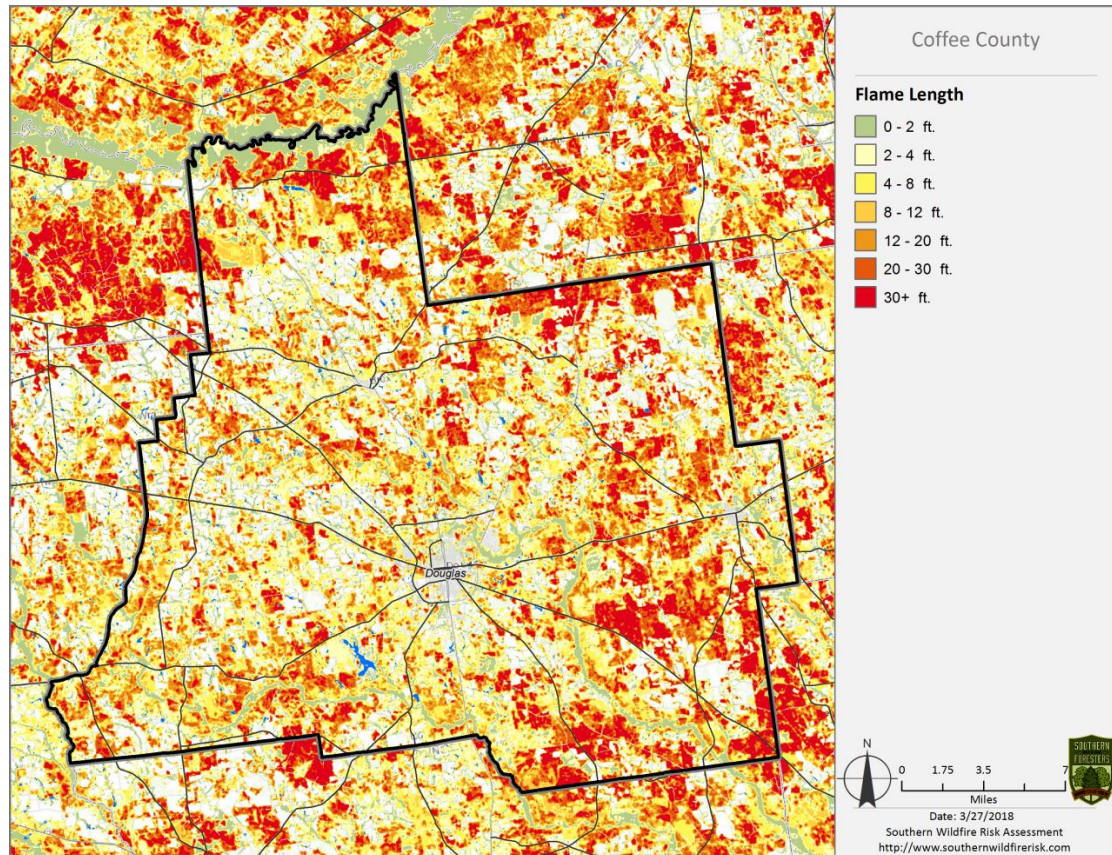 Coffee County
Flame Length
0 - 2 ft.
2 - 4 ft.
4 - 8 ft.
8 - 12 ft.
12 - 20 ft.
20 - 30 ft.
30+ ft.
Douglas
N
0 1.75 3.5 7
Miles
SOUTHERN
FORESTERS
Date: 3/27/2018
Southern Wildfire Risk Assessment
http://www.southernwildfirerisk.com